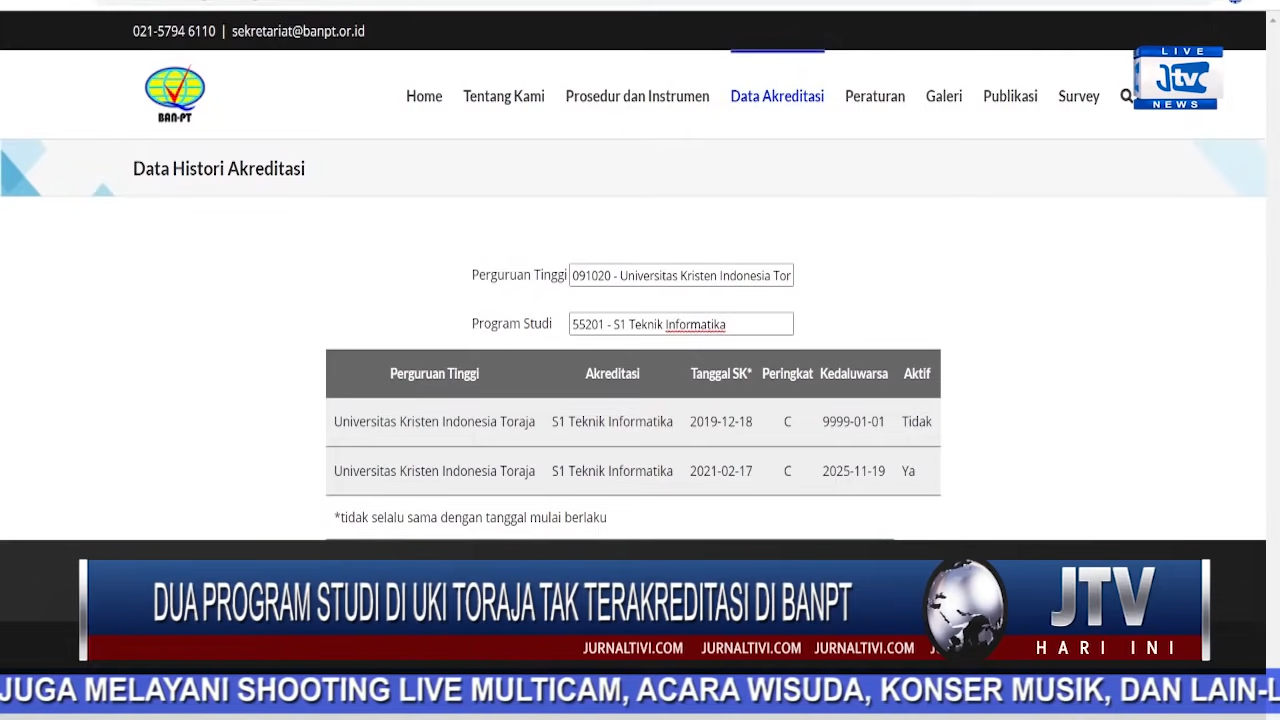 021-5794 6110 | sekretariat@banpt.or.id
LIVE
Jtv
NEWS
BAN-PT
Home Tentang Kami Prosedur dan Instrumen Data Akreditasi Peraturan Galeri Publikasi Survey
Data Histori Akreditasi
Perguruan Tinggi 091020 - Universitas Kristen Indonesia Tor
Program Studi 55201 - S1 Teknik Informatika
Perguruan Tinggi Akreditasi Tanggal SK* Peringkat Kedaluwarsa Aktif
Universitas Kristen Indonesia Toraja S1 Teknik Informatika 2019-12-18 C 9999-01-01 Tidak
Universitas Kristen Indonesia Toraja S1 Teknik Informatika 2021-02-17 C 2025-11-19 Ya
*tidak selalu sama dengan tanggal mulai berlaku
DUA PROGRAM STUDI DI UKI TORAJA TAK TERAKREDITASI DI BANPT
JTV
HARI INI
JURNALTIVI.COM JURNALTIVI.COM JURNALTIVI.COM J
JUGA MELAYANI SHOOTING LIVE MULTICAM, ACARA WISUDA, KONSER MUSIK, DAN LAIN-L